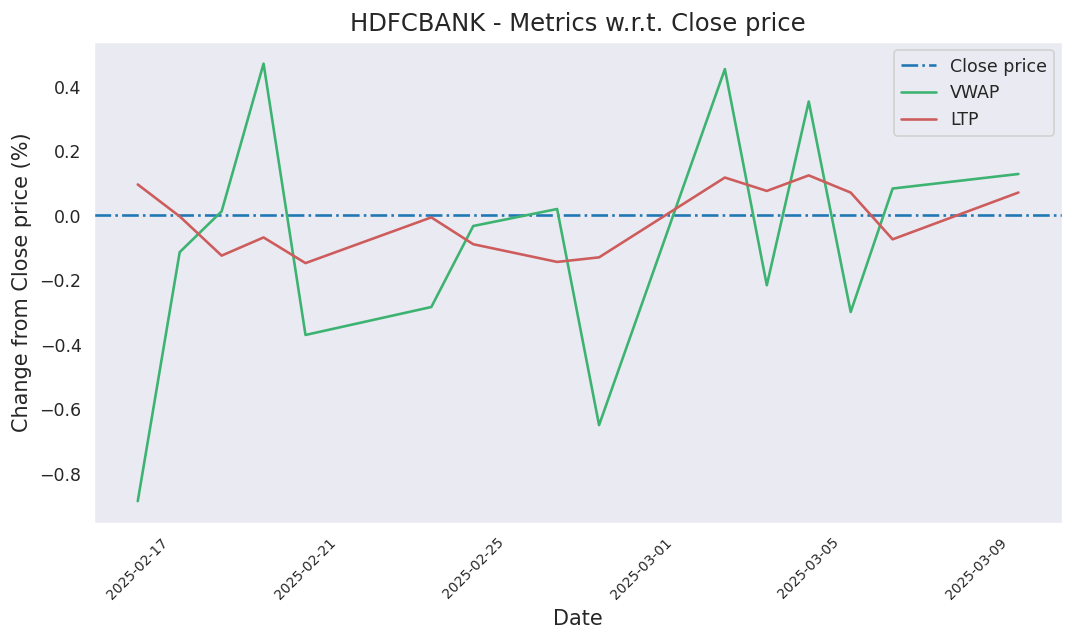 HDFCBANK - Metrics w.r.t. Close price
Close price
VWAP
LTP
Change from Close price (%)
0.4
0.2
0.0
−0.2
−0.4
−0.6
−0.8
2025-02-17
2025-02-21
2025-02-25
2025-03-01
2025-03-05
2025-03-09
Date